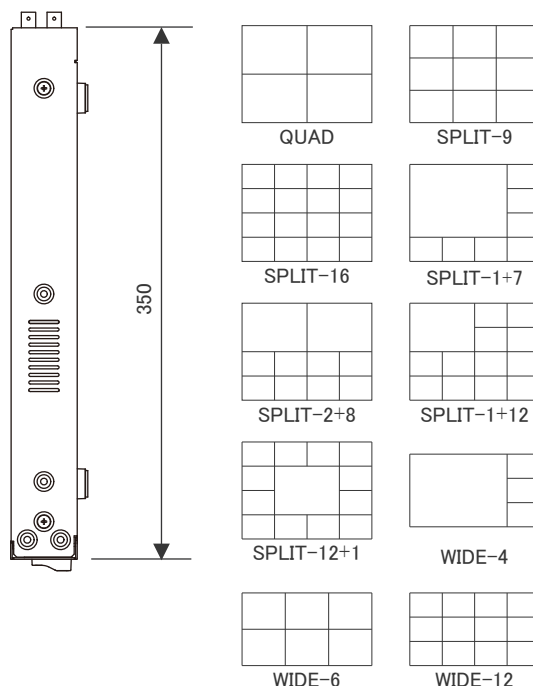 350
QUAD
SPLIT-9
SPLIT-16
SPLIT-1+7
SPLIT-2+8
SPLIT-1+12
SPLIT-12+1
WIDE-4
WIDE-6
WIDE-12